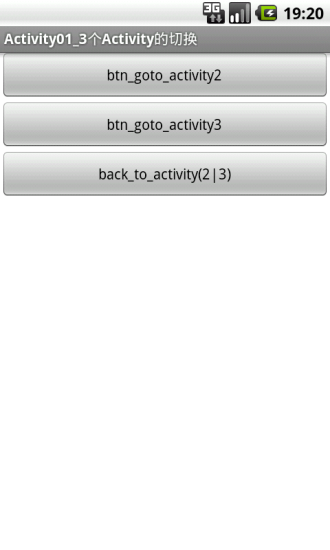 3G 19:20
Activity01_3个Activity的切换
btn_goto_activity2
btn_goto_activity3
back_to_activity(2|3)